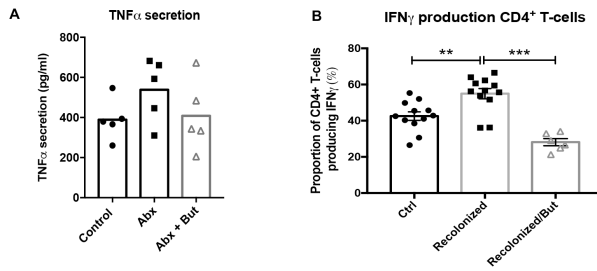 A
TNFα secretion
TNFα secretion (pg/ml)
800
600
400
200
0
Control
Abx
Abx + But
B
IFNγ production CD4⁺ T-cells
Proportion of CD4+ T-cells
producing IFNγ (%)
80
60
40
20
0
** ***
Ctrl
Recolonized
Recolonized/But